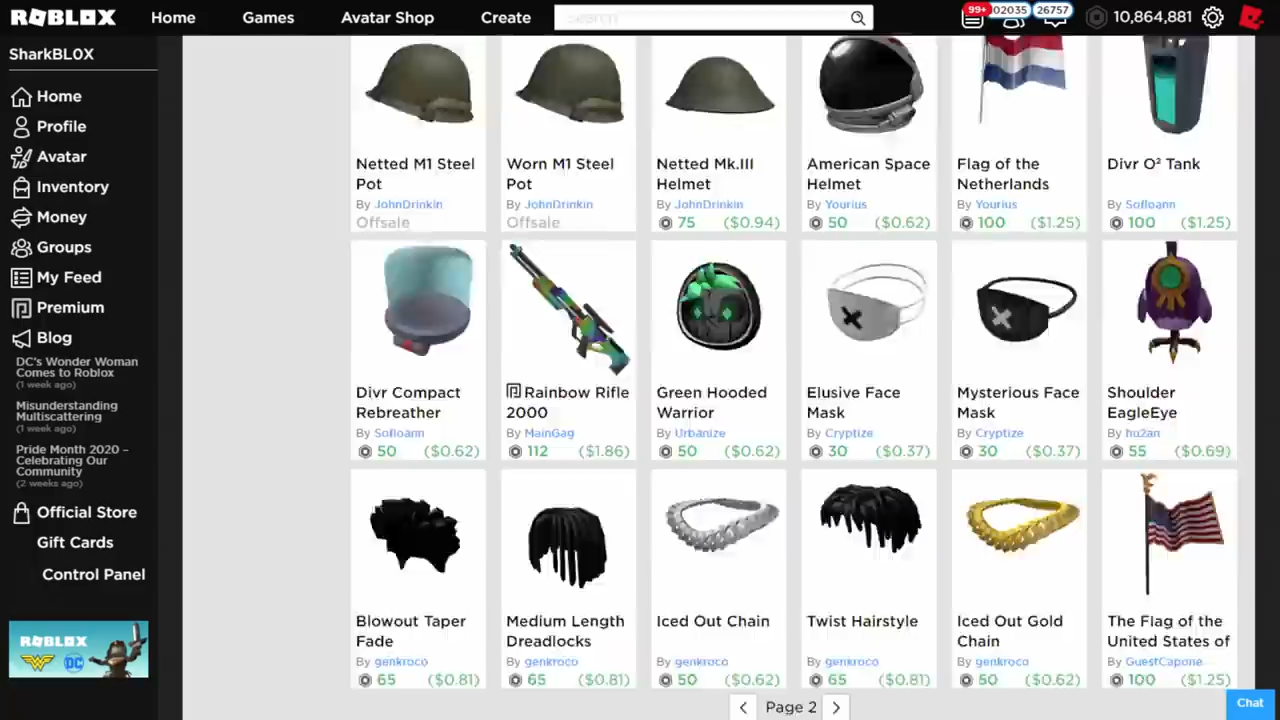 ROBLOX
Home
Games
Avatar Shop
Create
Search
99+
02035
26757
10,864,881
SharkBLOX
Home
Profile
Avatar
Inventory
Money
Groups
My Feed
Premium
Blog
DC's Wonder Woman
Comes to Roblox
(1 week ago)
Misunderstanding
Multiscattering
(1 week ago)
Pride Month 2020 –
Celebrating Our
Community
(2 weeks ago)
Official Store
Gift Cards
Control Panel
ROBLOX
DC
Netted M1 Steel
Pot
By JohnDrinkin
Offsale
Worn M1 Steel
Pot
By JohnDrinkin
Offsale
Netted Mk.III
Helmet
By JohnDrinkin
75 ($0.94)
American Space
Helmet
By Yourius
50 ($0.62)
Flag of the
Netherlands
By Yourius
100 ($1.25)
Divr O² Tank
By Sofloann
100 ($1.25)
Divr Compact
Rebreather
By Sofloann
50 ($0.62)
Rainbow Rifle
2000
By MainGag
112 ($1.86)
Green Hooded
Warrior
By Urbanize
50 ($0.62)
Elusive Face
Mask
By Cryptize
30 ($0.37)
Mysterious Face
Mask
By Cryptize
30 ($0.37)
Shoulder
EagleEye
By hu2an
55 ($0.69)
Blowout Taper
Fade
By genkroco
65 ($0.81)
Medium Length
Dreadlocks
By genkroco
65 ($0.81)
Iced Out Chain
By genkroco
50 ($0.62)
Twist Hairstyle
By genkroco
65 ($0.81)
Iced Out Gold
Chain
By genkroco
50 ($0.62)
The Flag of the
United States of
By GuestCapone
100 ($1.25)
Page 2
Chat